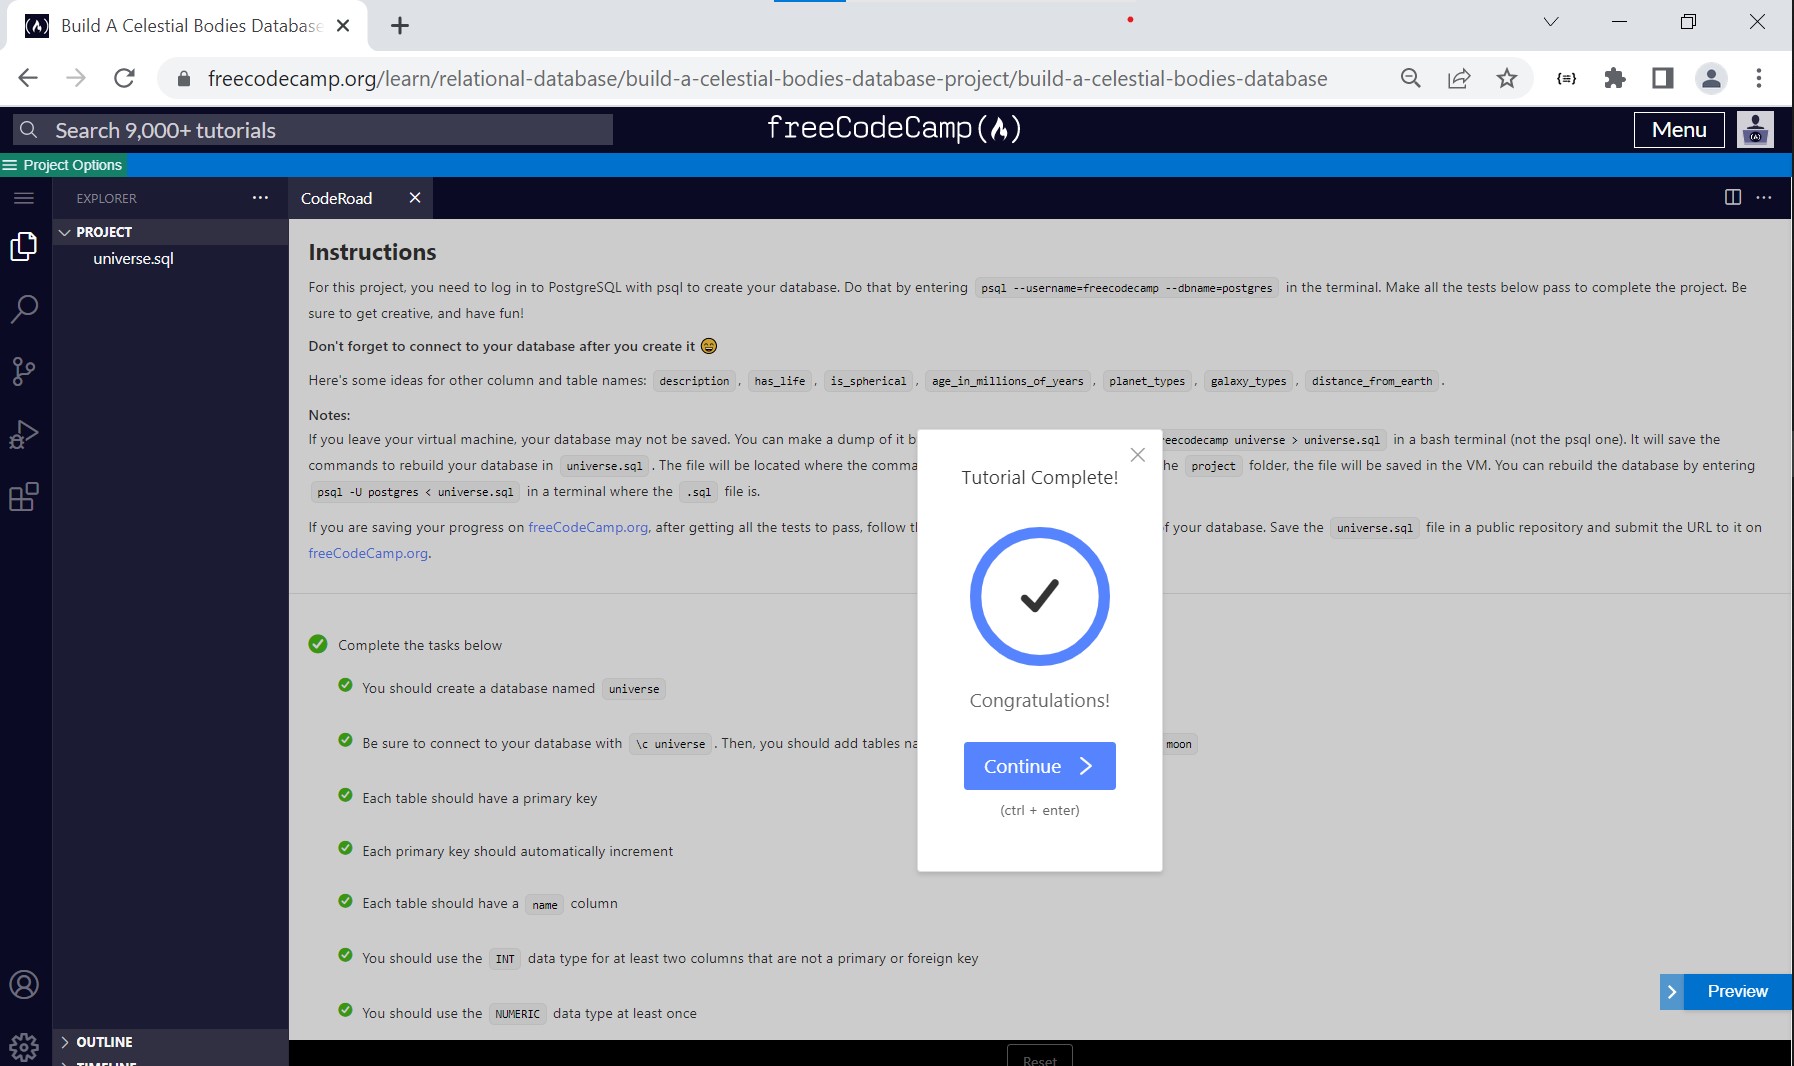 Build A Celestial Bodies Database
freecodecamp.org/learn/relational-database/build-a-celestial-bodies-database-project/build-a-celestial-bodies-database
Search 9,000+ tutorials
freeCodeCamp(🔥)
Menu
Project Options
EXPLORER
CodeRoad
PROJECT
universe.sql
Instructions
For this project, you need to log in to PostgreSQL with psql to create your database. Do that by entering psql --username=freecodecamp --dbname=postgres in the terminal. Make all the tests below pass to complete the project. Be
sure to get creative, and have fun!
Don't forget to connect to your database after you create it 😄
Here's some ideas for other column and table names: description, has_life, is_spherical, age_in_millions_of_years, planet_types, galaxy_types, distance_from_earth.
Notes:
If you leave your virtual machine, your database may not be saved. You can make a dump of it b eecodecamp universe > universe.sql in a bash terminal (not the psql one). It will save the
commands to rebuild your database in universe.sql. The file will be located where the comma he project folder, the file will be saved in the VM. You can rebuild the database by entering
psql -U postgres < universe.sql in a terminal where the .sql file is.
If you are saving your progress on freeCodeCamp.org, after getting all the tests to pass, follow t f your database. Save the universe.sql file in a public repository and submit the URL to it on
freeCodeCamp.org.
Tutorial Complete!
Congratulations!
Continue
(ctrl + enter)
Complete the tasks below
You should create a database named universe
Be sure to connect to your database with \c universe. Then, you should add tables na moon
Each table should have a primary key
Each primary key should automatically increment
Each table should have a name column
You should use the INT data type for at least two columns that are not a primary or foreign key
You should use the NUMERIC data type at least once
Preview
OUTLINE
TIMELINE
Reset